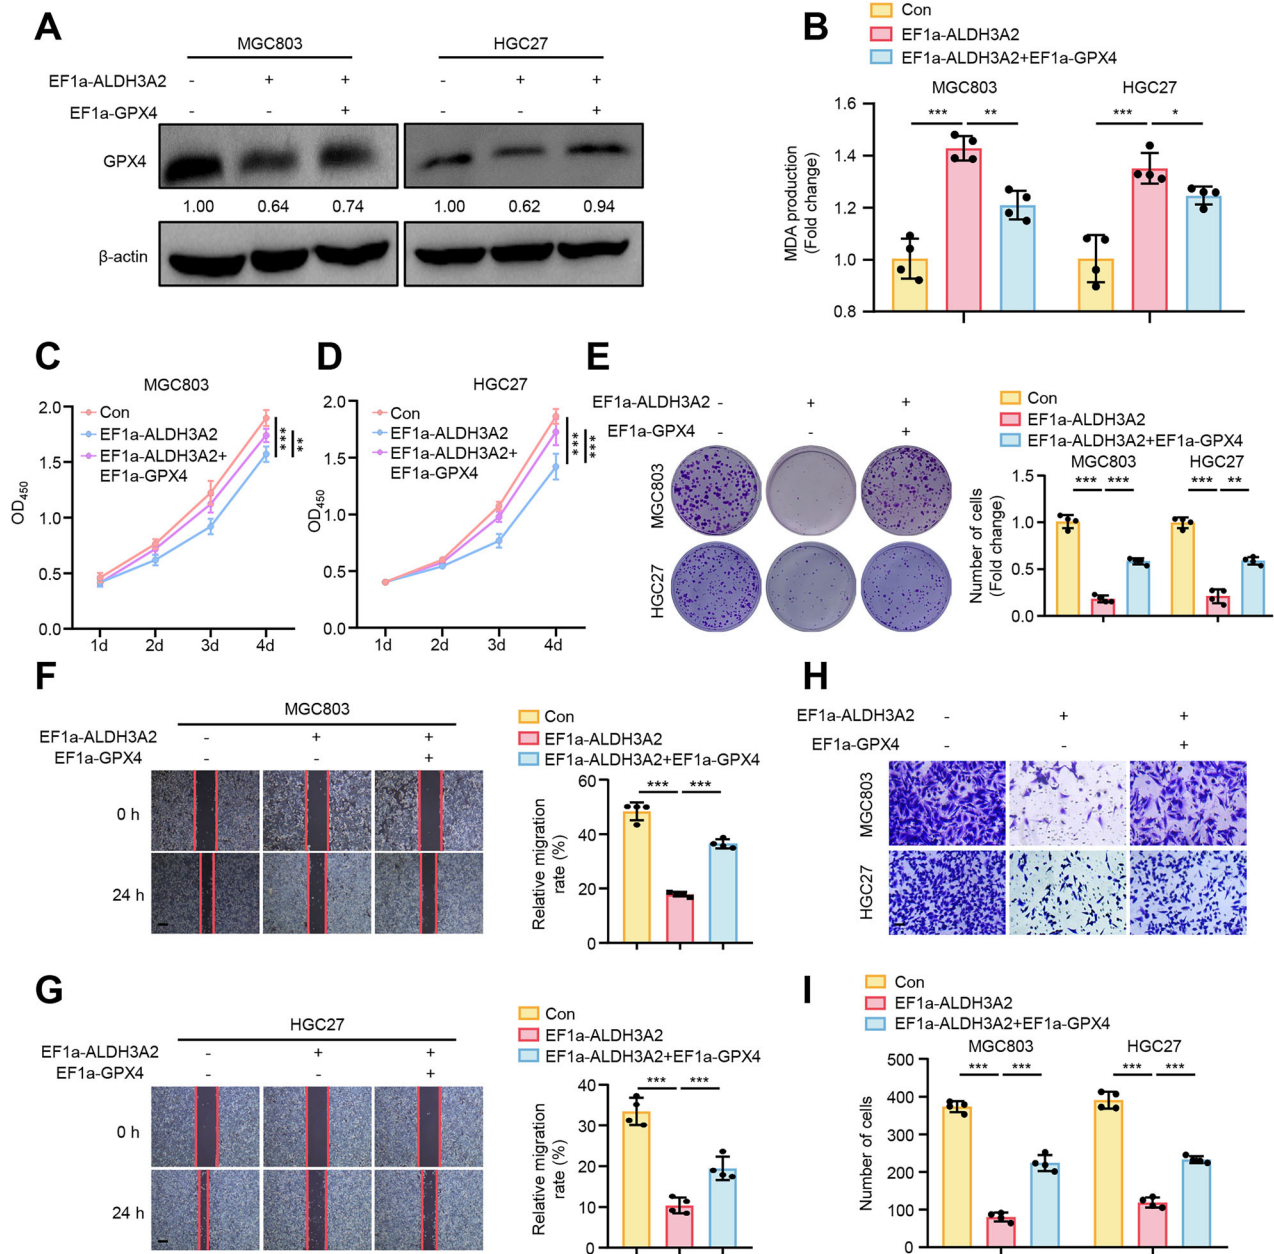 A
MGC803 HGC27
EF1a-ALDH3A2 - + + - + +
EF1a-GPX4 - - + - - +
GPX4
1.00 0.64 0.74 1.00 0.62 0.94
β-actin
B
Con
EF1a-ALDH3A2
EF1a-ALDH3A2+EF1a-GPX4
MGC803 HGC27
*** ** *** *
MDA production
(Fold change)
1.6
1.4
1.2
1.0
0.8
C
MGC803
Con
EF1a-ALDH3A2
EF1a-ALDH3A2+
EF1a-GPX4
*** **
OD450
2.0
1.5
1.0
0.5
0.0
1d 2d 3d 4d
D
HGC27
Con
EF1a-ALDH3A2
EF1a-ALDH3A2+
EF1a-GPX4
*** ***
OD450
2.0
1.5
1.0
0.5
0.0
1d 2d 3d 4d
E
EF1a-ALDH3A2 - + +
EF1a-GPX4 - - +
MGC803
HGC27
Con
EF1a-ALDH3A2
EF1a-ALDH3A2+EF1a-GPX4
MGC803 HGC27
*** *** *** **
Number of cells
(Fold change)
1.5
1.0
0.5
0.0
F
MGC803
EF1a-ALDH3A2 - + +
EF1a-GPX4 - - +
0 h
24 h
Con
EF1a-ALDH3A2
EF1a-ALDH3A2+EF1a-GPX4
*** ***
Relative migration
rate (%)
60
40
20
0
H
EF1a-ALDH3A2 - + +
EF1a-GPX4 - - +
MGC803
HGC27
G
HGC27
EF1a-ALDH3A2 - + +
EF1a-GPX4 - - +
0 h
24 h
Con
EF1a-ALDH3A2
EF1a-ALDH3A2+EF1a-GPX4
*** ***
Relative migration
rate (%)
40
30
20
10
0
I
Con
EF1a-ALDH3A2
EF1a-ALDH3A2+EF1a-GPX4
MGC803 HGC27
*** *** *** ***
Number of cells
500
400
300
200
100
0